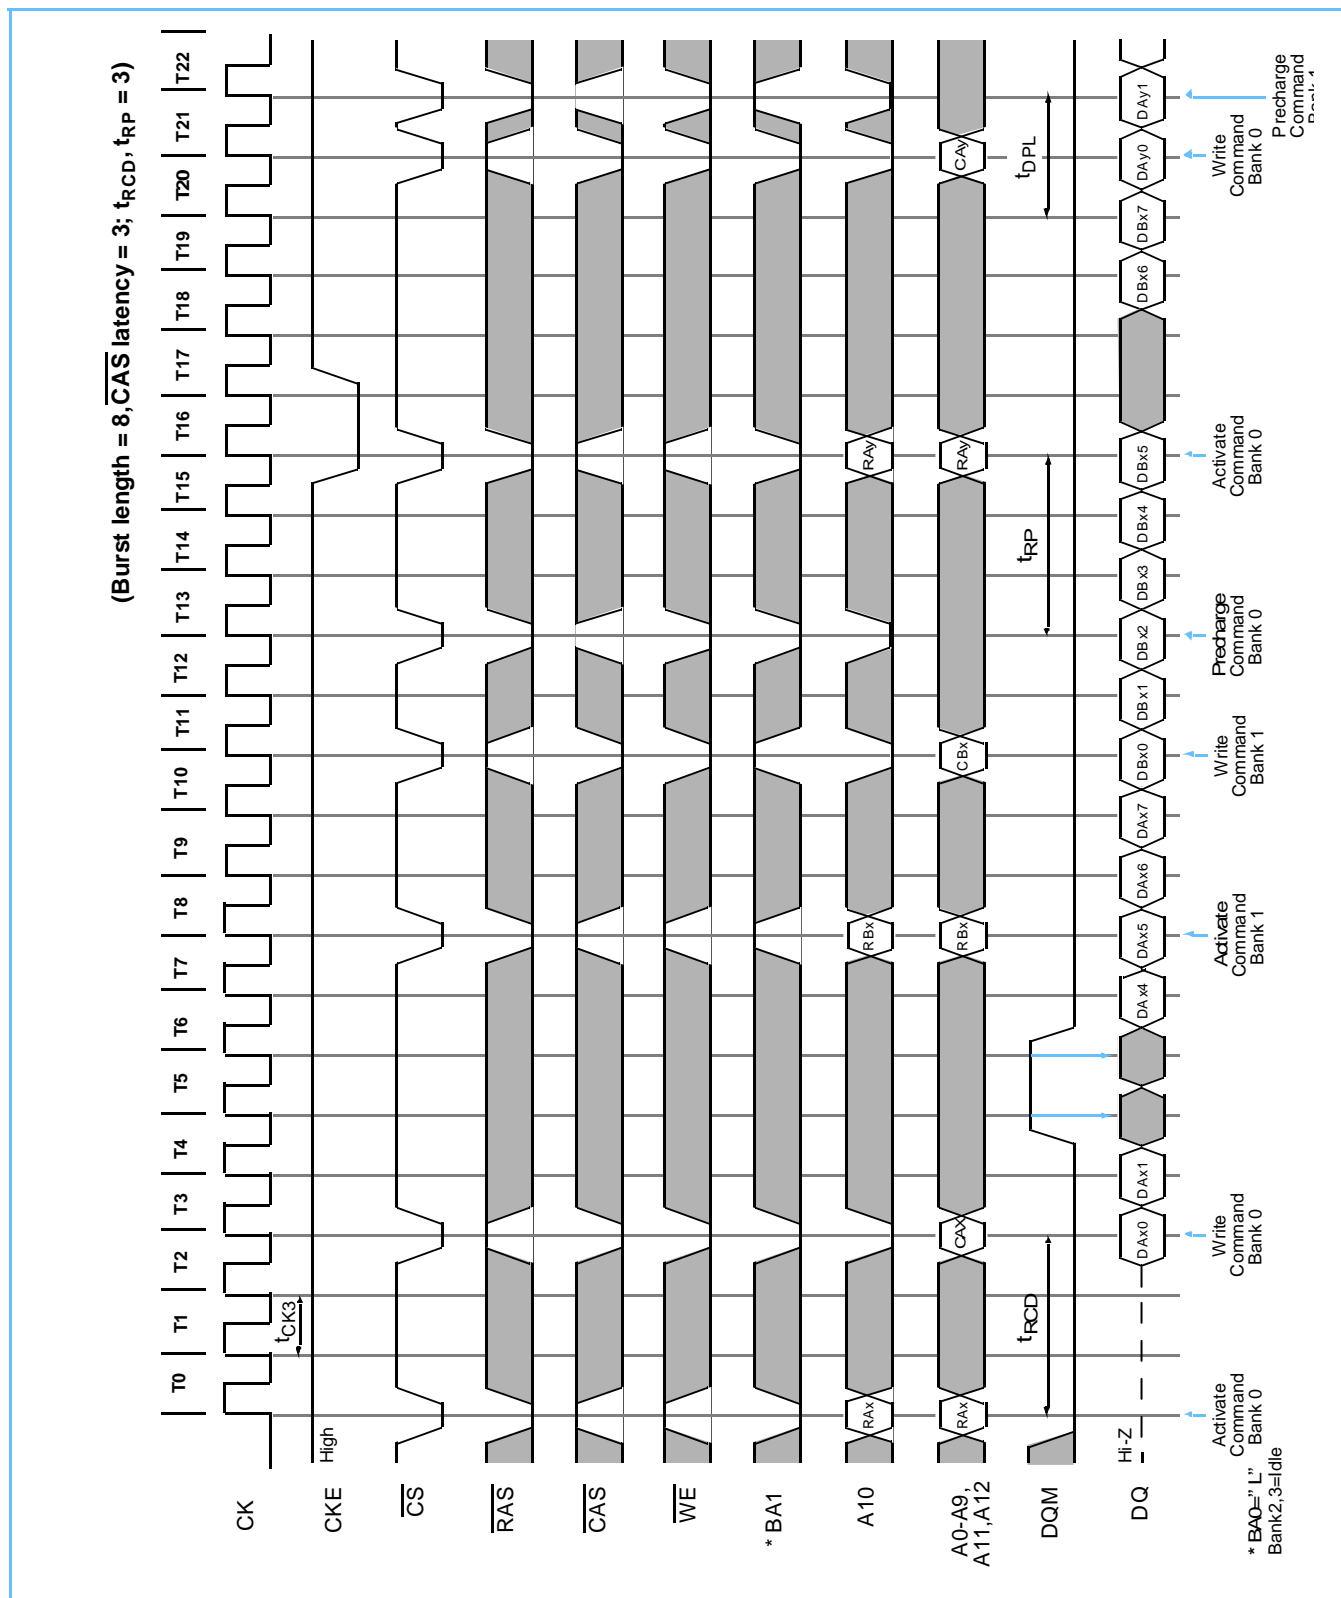 (Burst length = 8,CAS latency = 3; tRCD, tRP = 3)
T0 T1 T2 T3 T4 T5 T6 T7 T8 T9 T10 T11 T12 T13 T14 T15 T16 T17 T18 T19 T20 T21 T22
CK
tCK3
CKE
High
CS
RAS
CAS
WE
* BA1
A10
RAx RBx RAy
A0-A9,
A11,A12
RAx CAX RBx CBx RAy CAy
DQM
tRCD tRP tDPL
DQ
Hi-Z
DAx0 DAx1 DAx4 DAx5 DAx6 DAx7 DBx0 DBx1 DBx2 DBx3 DBx4 DBx5 DBx6 DBx7 DAy0 DAy1
Activate
Command
Bank 0
Write
Command
Bank 0
Activate
Command
Bank 1
Write
Command
Bank 1
Precharge
Command
Bank 0
Activate
Command
Bank 0
Write
Command
Bank 0
Precharge
Command
* BA0=”L”
Bank2,3=Idle